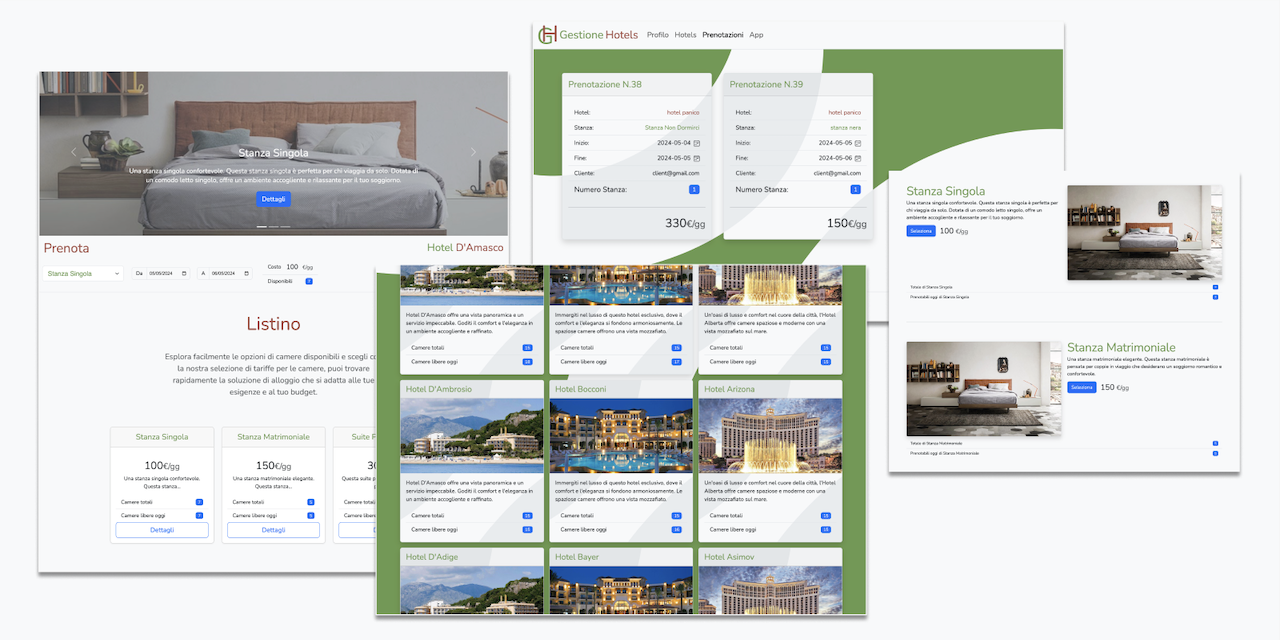 Stanza Singola
Una stanza singola confortevole. Questa stanza singola è perfetta per chi viaggia da solo. Dotata di
un comodo letto singolo, offre un ambiente accogliente e rilassante per il tuo soggiorno.
Dettagli
Prenota
Hotel D'Amasco
Stanza Singola
Da 05/05/2024
A 06/05/2024
Costo 100 €/gg
Disponibili 7
Listino
Esplora facilmente le opzioni di camere disponibili e scegli co
la nostra selezione di tariffe per le camere, puoi trovare
rapidamente la soluzione di alloggio che si adatta alle tue
esigenze e al tuo budget.
Stanza Singola
100€/gg
Una stanza singola confortevole.
Questa stanza...
Camere totali 7
Camere libere oggi 7
Dettagli
Stanza Matrimoniale
150€/gg
Una stanza matrimoniale elegante.
Questa stanza...
Camere totali 5
Camere libere oggi 5
Dettagli
Suite F
30
Questa suite p
Camere totali
Camere libere
GH Gestione Hotels Profilo Hotels Prenotazioni App
Prenotazione N.38
Hotel: hotel panico
Stanza: Stanza Non Dormirci
Inizio: 2024-05-04
Fine: 2024-05-05
Cliente: client@gmail.com
Numero Stanza: 1
330€/gg
Prenotazione N.39
Hotel: hotel panico
Stanza: stanza nera
Inizio: 2024-05-05
Fine: 2024-05-06
Cliente: client@gmail.com
Numero Stanza: 1
150€/gg
Hotel D'Amasco offre una vista panoramica e un
servizio impeccabile. Goditi il comfort e l'eleganza in
un ambiente accogliente e raffinato.
Camere totali 15
Camere libere oggi
Immergiti nel lusso di questo hotel esclusivo, dove il
comfort e l'eleganza si fondono armoniosamente. Le
spaziose camere offrono una vista mozzafiato.
Camere totali 15
Camere libere oggi
Un'oasi di lusso e comfort nel cuore della città, l'Hotel
Alberta offre camere spaziose e moderne con una
vista mozzafiato sul mare.
Camere totali 15
Camere libere oggi 15
Hotel D'Ambrosio
Hotel D'Amasco offre una vista panoramica e un
servizio impeccabile. Goditi il comfort e l'eleganza in
un ambiente accogliente e raffinato.
Camere totali 15
Camere libere oggi 15
Hotel Bocconi
Immergiti nel lusso di questo hotel esclusivo, dove il
comfort e l'eleganza si fondono armoniosamente. Le
spaziose camere offrono una vista mozzafiato.
Camere totali 15
Camere libere oggi
Hotel Arizona
Un'oasi di lusso e comfort nel cuore della città, l'Hotel
Alberta offre camere spaziose e moderne con una
vista mozzafiato sul mare.
Camere totali 15
Camere libere oggi 15
Hotel D'Adige
Hotel Bayer
Hotel Asimov
Stanza Singola
Una stanza singola confortevole. Questa stanza singola è perfetta per
chi viaggia da solo. Dotata di un comodo letto singolo, offre un
ambiente accogliente e rilassante per il tuo soggiorno.
Seleziona 100 €/gg
Totale di Stanza Singola
Prenotabili oggi di Stanza Singola
Stanza Matrimoniale
Una stanza matrimoniale elegante. Questa stanza matrimoniale è
pensata per coppie in viaggio che desiderano un soggiorno romantico e
confortevole.
Seleziona 150 €/gg
Totale di Stanza Matrimoniale
Prenotabili oggi di Stanza Matrimoniale